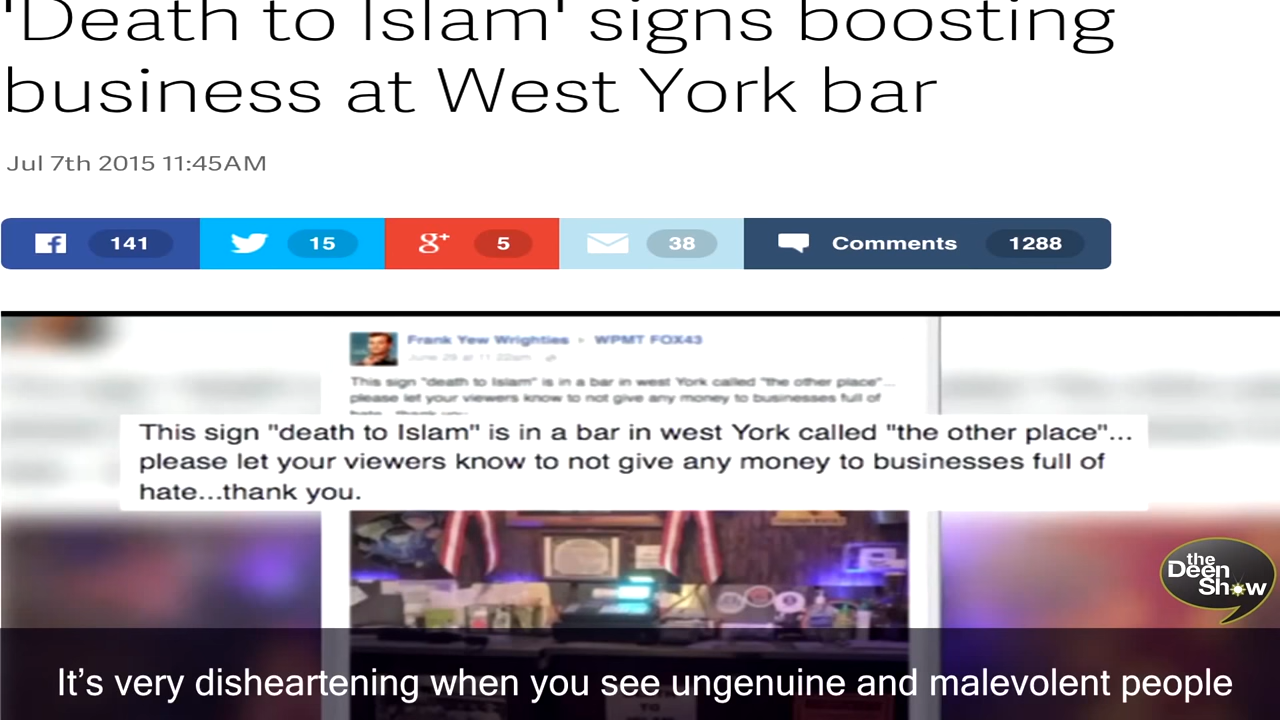 'Death to Islam' signs boosting
business at West York bar
Jul 7th 2015 11:45AM
141
15
g+ 5
38
Comments 1288
Frank Yew Wrighties ▸ WPMT FOX43
June 29 at 11:22am
This sign "death to Islam" is in a bar in west York called "the other place"...
please let your viewers know to not give any money to businesses full of
hate...thank you.
This sign "death to Islam" is in a bar in west York called "the other place"...
please let your viewers know to not give any money to businesses full of
hate...thank you.
the
Deen
Show
It's very disheartening when you see ungenuine and malevolent people